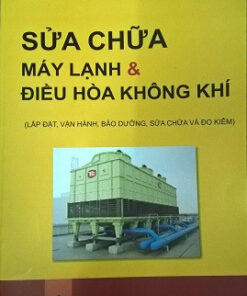 SỬA CHỮA
MÁY LẠNH &
ĐIỀU HÒA KHÔNG KHÍ
(LẮP ĐẶT, VẬN HÀNH, BẢO DƯỠNG, SỬA CHỮA VÀ ĐO KIỂM)